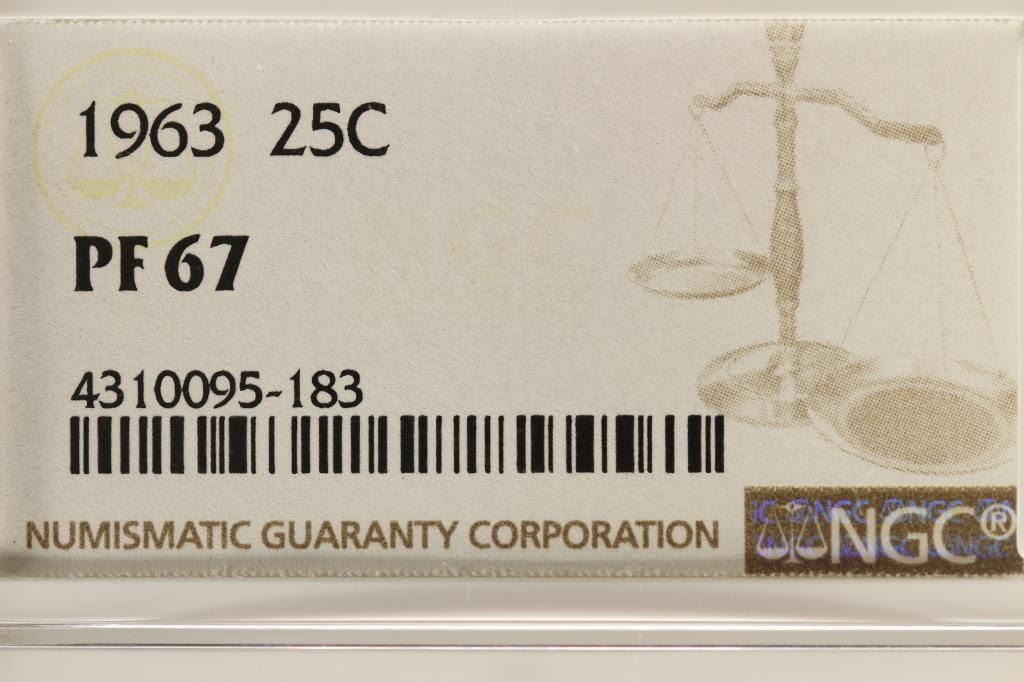 1963 25C
PF 67
4310095-183
NUMISMATIC GUARANTY CORPORATION
NGC®